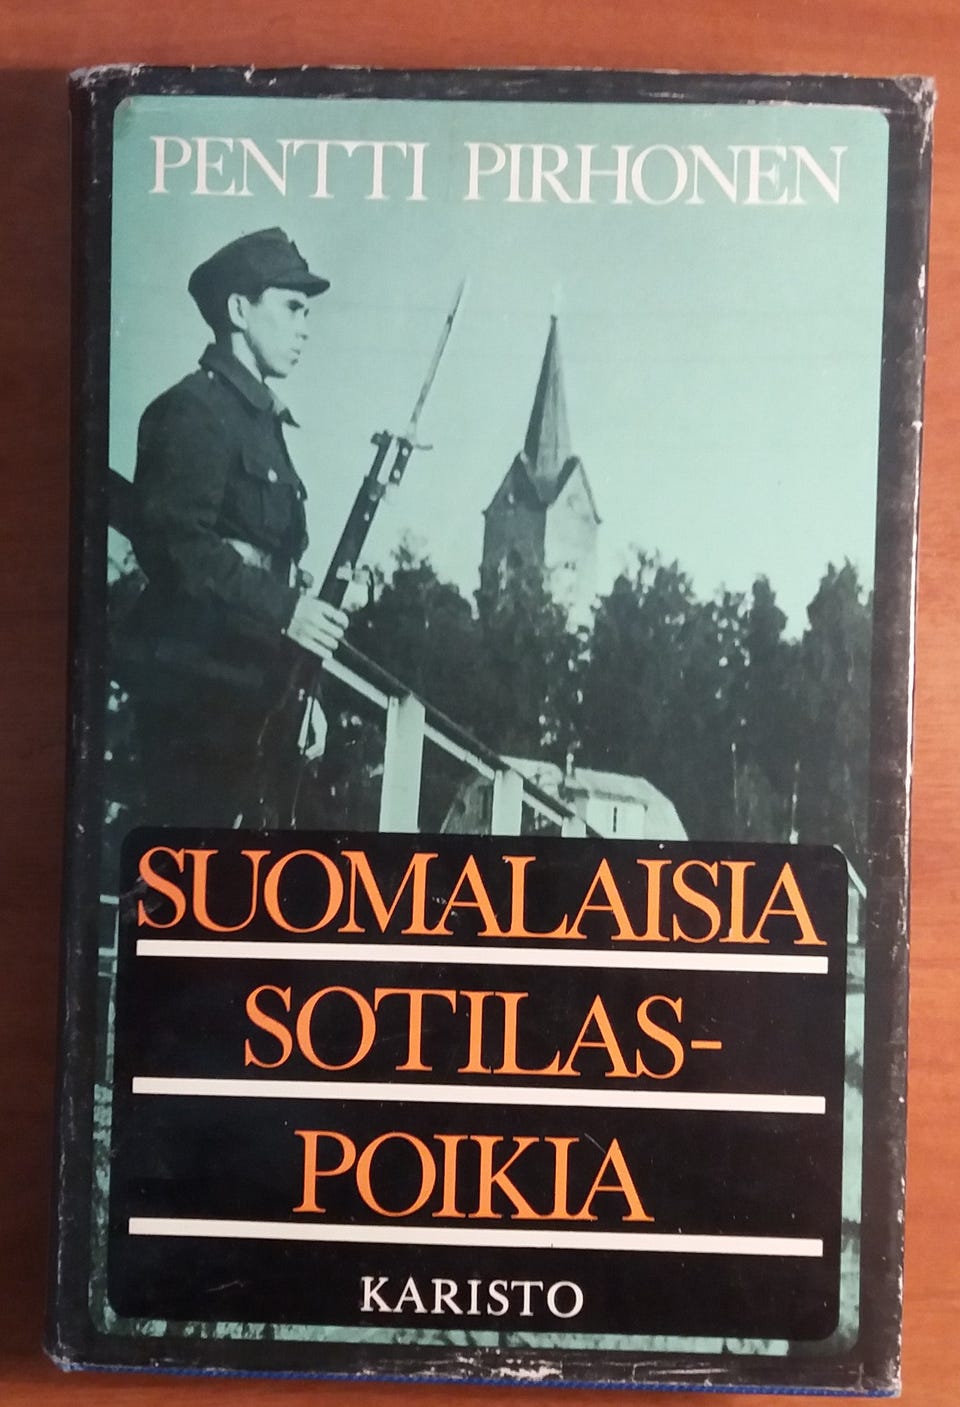 PENTTI PIRHONEN
SUOMALAISIA
SOTILAS-
POIKIA
KARISTO